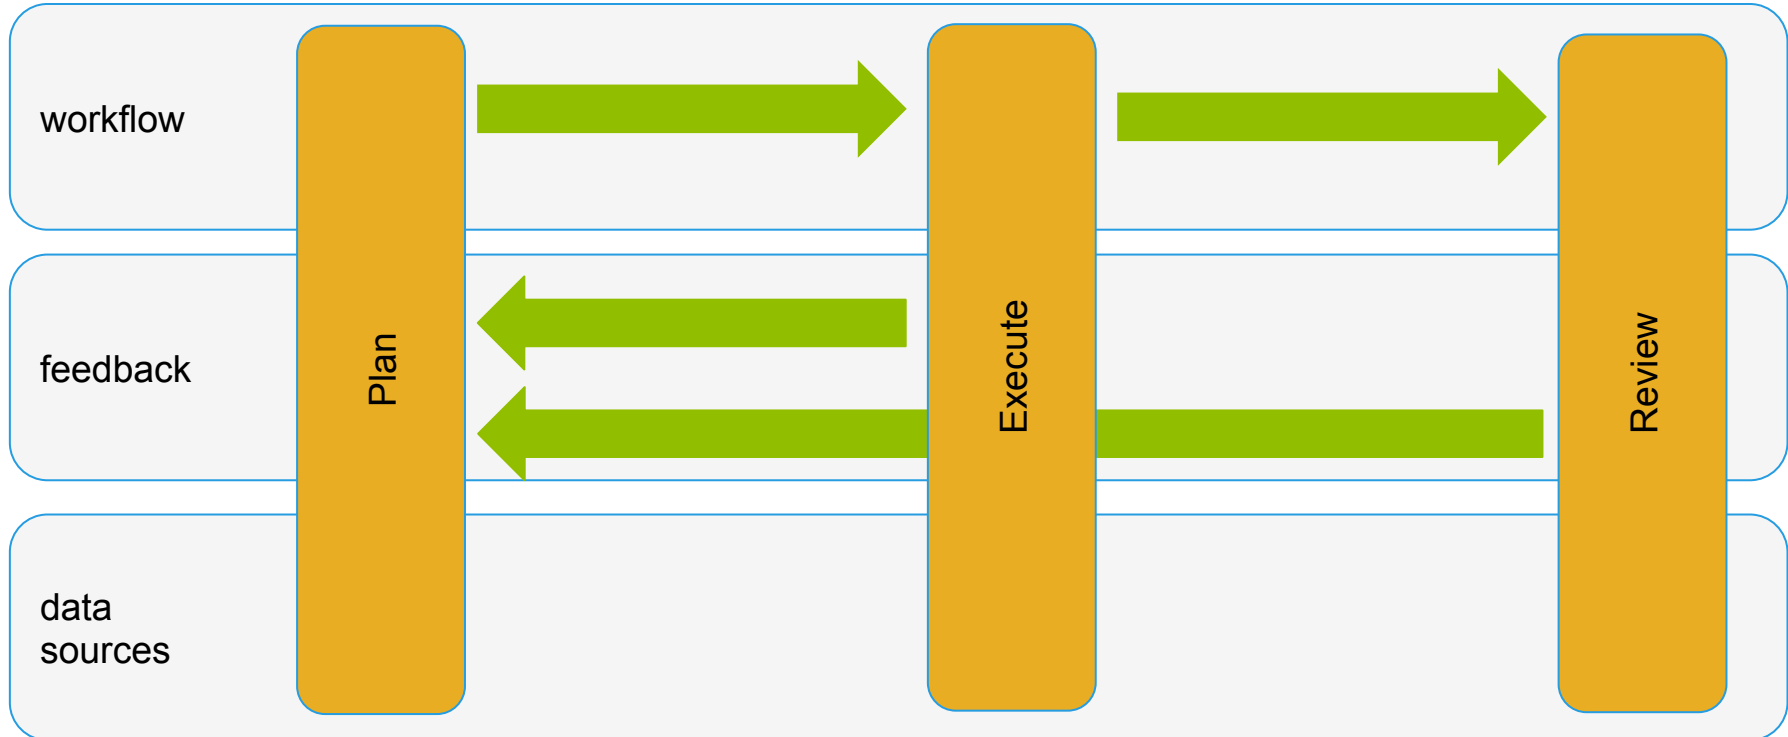 workflow
feedback
data
sources
Plan
Execute
Review